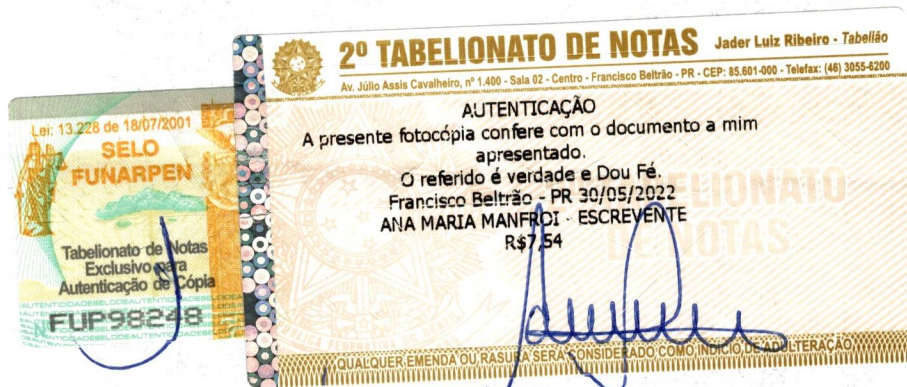 2º TABELIONATO DE NOTAS Jader Luiz Ribeiro - Tabelião
Av. Júlio Assis Cavalheiro, nº 1.400 - Sala 02 - Centro - Francisco Beltrão - PR - CEP: 85.601-000 - Telefax: (46) 3055-6200
AUTENTICAÇÃO
A presente fotocópia confere com o documento a mim
apresentado.
O referido é verdade e Dou Fé.
Francisco Beltrão - PR 30/05/2022
ANA MARIA MANFROI - ESCREVENTE
R$7,54
TABELIONATO
DE NOTAS
QUALQUER EMENDA OU RASURA SERÁ CONSIDERADO COMO INDÍCIO DE ADULTERAÇÃO
Lei: 13.228 de 18/07/2001
SELO
FUNARPEN
Tabelionato de Notas
Exclusivo para
Autenticação de Cópia
FUP98248